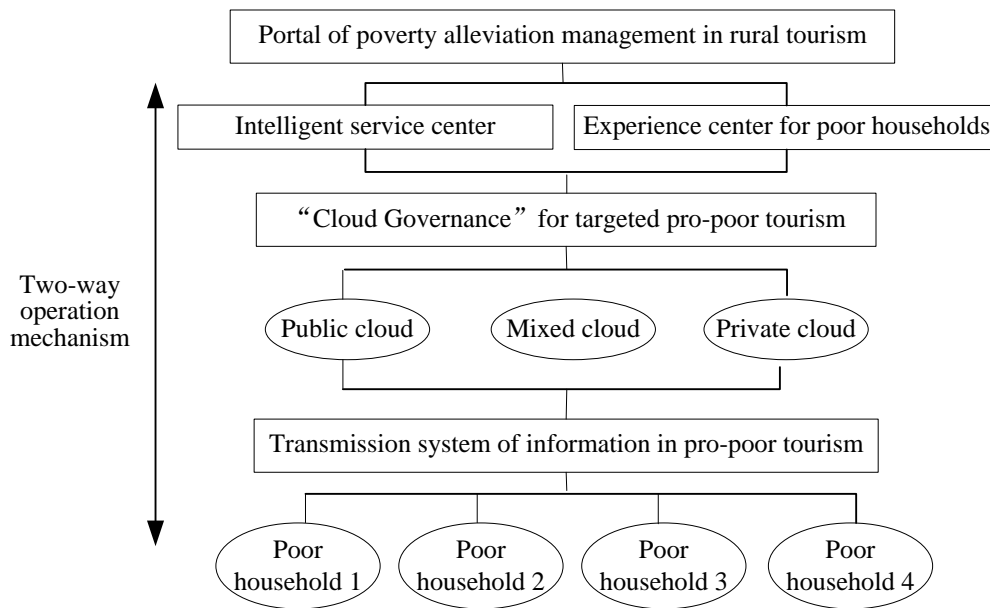 Portal of poverty alleviation management in rural tourism
Intelligent service center
Experience center for poor households
“Cloud Governance” for targeted pro-poor tourism
Two-way
operation
mechanism
Public cloud
Mixed cloud
Private cloud
Transmission system of information in pro-poor tourism
Poor
household 1
Poor
household 2
Poor
household 3
Poor
household 4